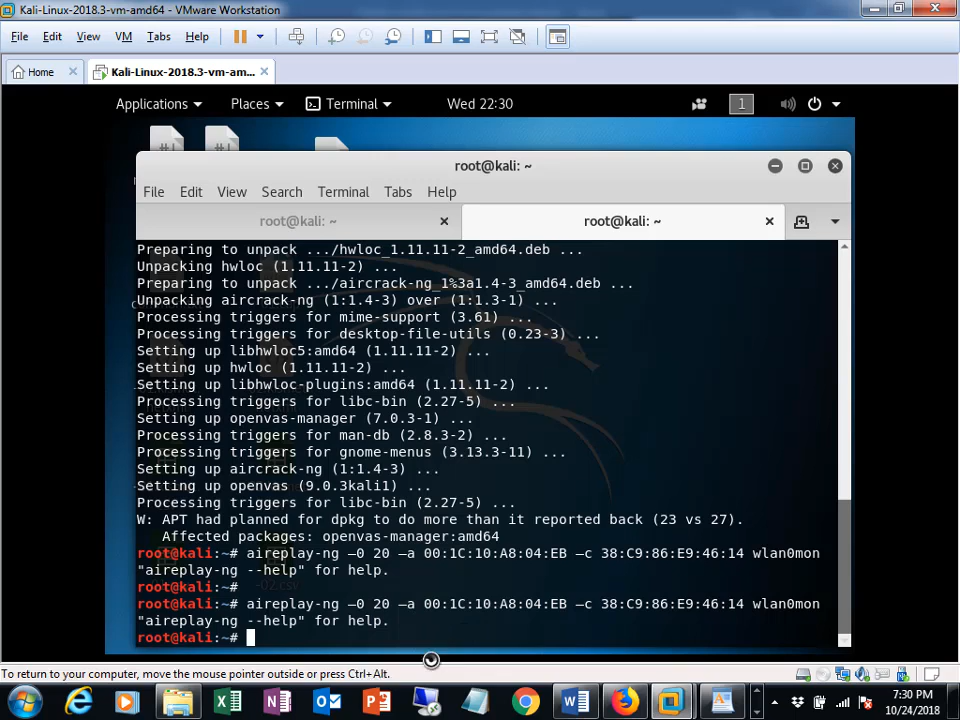 Kali-Linux-2018.3-vm-amd64 - VMware Workstation
File Edit View VM Tabs Help
Home Kali-Linux-2018.3-vm-am...
Applications Places Terminal Wed 22:30 1
root@kali: ~
File Edit View Search Terminal Tabs Help
root@kali: ~ root@kali: ~
Preparing to unpack .../hwloc_1.11.11-2_amd64.deb ...
Unpacking hwloc (1.11.11-2) ...
Preparing to unpack .../aircrack-ng_1%3a1.4-3_amd64.deb ...
Unpacking aircrack-ng (1:1.4-3) over (1:1.3-1) ...
Processing triggers for mime-support (3.61) ...
Processing triggers for desktop-file-utils (0.23-3) ...
Setting up libhwloc5:amd64 (1.11.11-2) ...
Setting up hwloc (1.11.11-2) ...
Setting up libhwloc-plugins:amd64 (1.11.11-2) ...
Processing triggers for libc-bin (2.27-5) ...
Setting up openvas-manager (7.0.3-1) ...
Processing triggers for man-db (2.8.3-2) ...
Processing triggers for gnome-menus (3.13.3-11) ...
Setting up aircrack-ng (1:1.4-3) ...
Setting up openvas (9.0.3kali1) ...
Processing triggers for libc-bin (2.27-5) ...
W: APT had planned for dpkg to do more than it reported back (23 vs 27).
Affected packages: openvas-manager:amd64
root@kali:~# aireplay-ng –0 20 –a 00:1C:10:A8:04:EB –c 38:C9:86:E9:46:14 wlan0mon
"aireplay-ng --help" for help.
root@kali:~#
root@kali:~# aireplay-ng –0 20 –a 00:1C:10:A8:04:EB –c 38:C9:86:E9:46:14 wlan0mon
"aireplay-ng --help" for help.
root@kali:~#
To return to your computer, move the mouse pointer outside or press Ctrl+Alt.
7:30 PM
10/24/2018